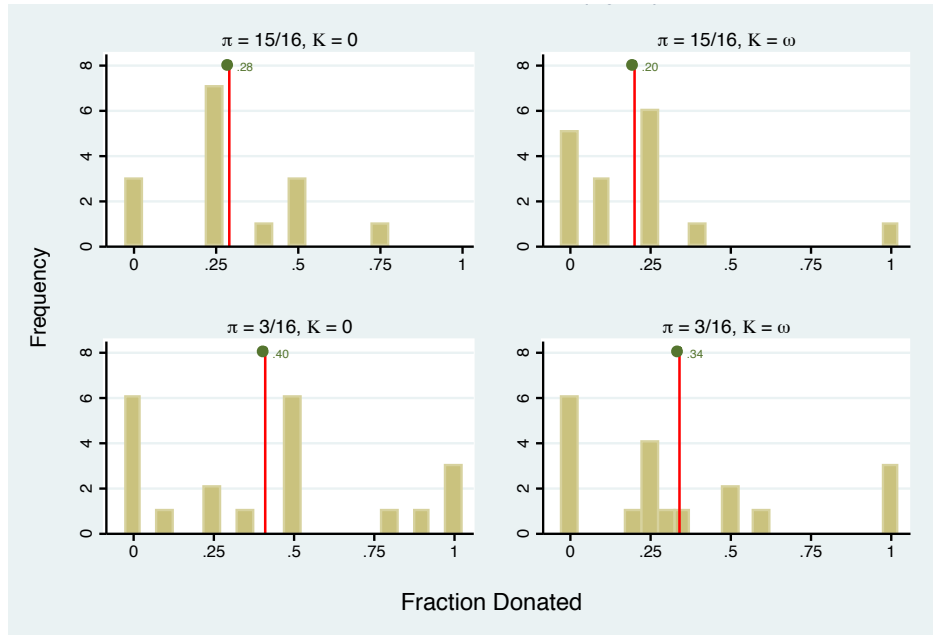 π = 15/16, K = 0
.28
8
6
4
2
0
0 .25 .5 .75 1
π = 15/16, K = ω
.20
8
6
4
2
0
0 .25 .5 .75 1
Frequency
π = 3/16, K = 0
.40
8
6
4
2
0
0 .25 .5 .75 1
π = 3/16, K = ω
.34
8
6
4
2
0
0 .25 .5 .75 1
Fraction Donated